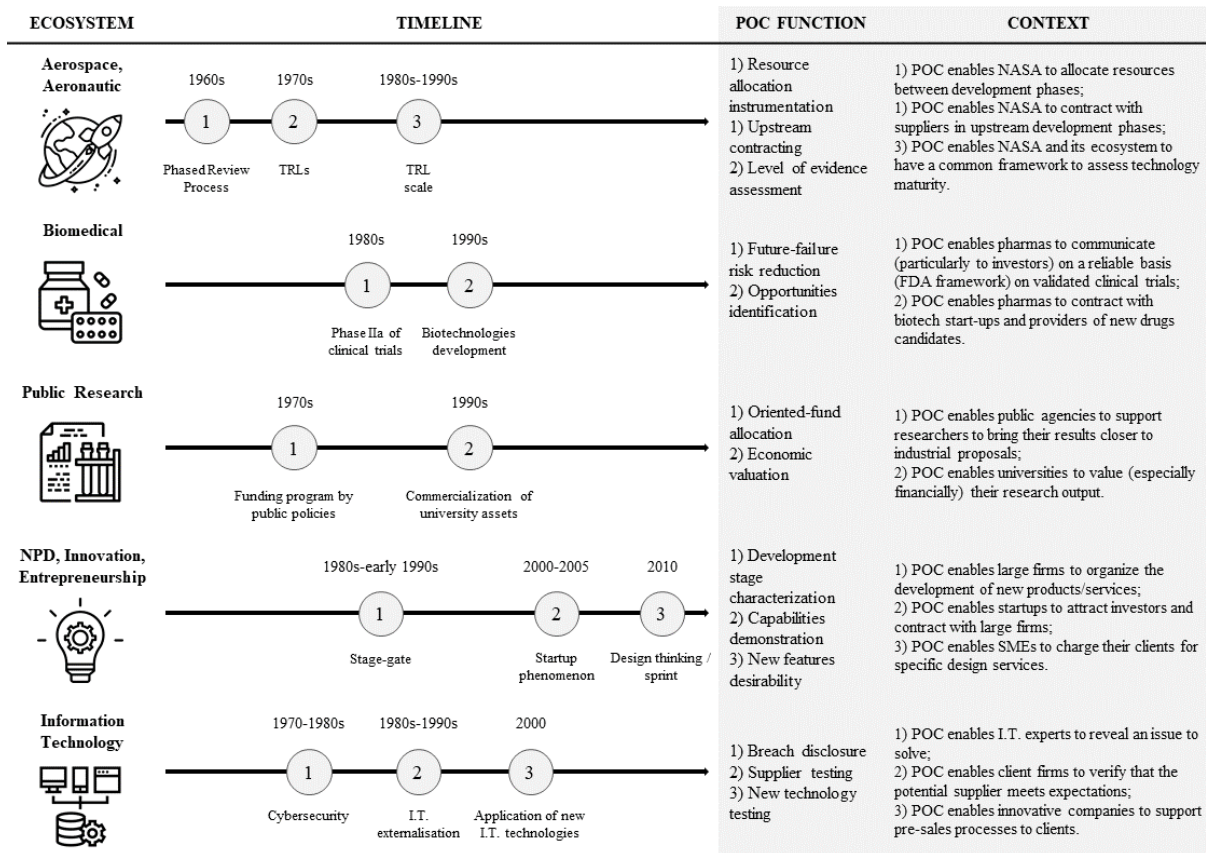 ECOSYSTEM
TIMELINE
POC FUNCTION
CONTEXT
Aerospace,
Aeronautic
1960s
1970s
1980s-1990s
1
2
3
Phased Review
Process
TRLs
TRL
scale
1) Resource
allocation
instrumentation
1) Upstream
contracting
2) Level of evidence
assessment
1) POC enables NASA to allocate resources
between development phases;
1) POC enables NASA to contract with
suppliers in upstream development phases;
3) POC enables NASA and its ecosystem to
have a common framework to assess technology
maturity.
Biomedical
1980s
1990s
1
2
Phase IIa of
clinical trials
Biotechnologies
development
1) Future-failure
risk reduction
2) Opportunities
identification
1) POC enables pharmas to communicate
(particularly to investors) on a reliable basis
(FDA framework) on validated clinical trials;
2) POC enables pharmas to contract with
biotech start-ups and providers of new drugs
candidates.
Public Research
1970s
1990s
1
2
Funding program by
public policies
Commercialization of
university assets
1) Oriented-fund
allocation
2) Economic
valuation
1) POC enables public agencies to support
researchers to bring their results closer to
industrial proposals;
2) POC enables universities to value (especially
financially) their research output.
NPD, Innovation,
Entrepreneurship
1980s-early 1990s
2000-2005
2010
1
2
3
Stage-gate
Startup
phenomenon
Design thinking /
sprint
1) Development
stage
characterization
2) Capabilities
demonstration
3) New features
desirability
1) POC enables large firms to organize the
development of new products/services;
2) POC enables startups to attract investors and
contract with large firms;
3) POC enables SMEs to charge their clients for
specific design services.
Information
Technology
1970-1980s
1980s-1990s
2000
1
2
3
Cybersecurity
I.T.
externalisation
Application of new
I.T. technologies
1) Breach disclosure
2) Supplier testing
3) New technology
testing
1) POC enables I.T. experts to reveal an issue to
solve;
2) POC enables client firms to verify that the
potential supplier meets expectations;
3) POC enables innovative companies to support
pre-sales processes to clients.